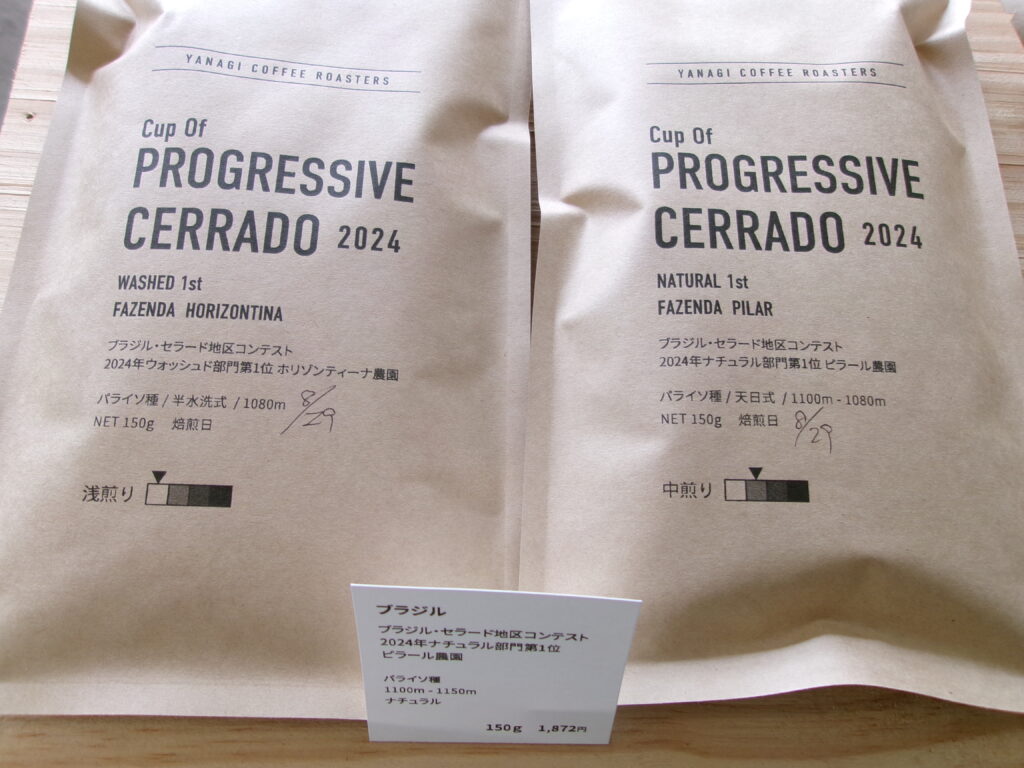 YANAGI COFFEE ROASTERS
Cup Of
PROGRESSIVE
CERRADO 2024
WASHED 1st
FAZENDA HORIZONTINA
ブラジル・セラード地区コンテスト
2024年ウォッシュド部門第1位 ホリゾンティーナ農園
パライソ種 / 半水洗式 / 1080m
NET 150g 焙煎日 8/29
浅煎り
YANAGI COFFEE ROASTERS
Cup Of
PROGRESSIVE
CERRADO 2024
NATURAL 1st
FAZENDA PILAR
ブラジル・セラード地区コンテスト
2024年ナチュラル部門第1位 ピラール農園
パライソ種 / 天日式 / 1100m - 1080m
NET 150g 焙煎日 8/29
中煎り
ブラジル
ブラジル・セラード地区コンテスト
2024年ナチュラル部門第1位
ピラール農園
パライソ種
1100m - 1150m
ナチュラル
150g 1,872円